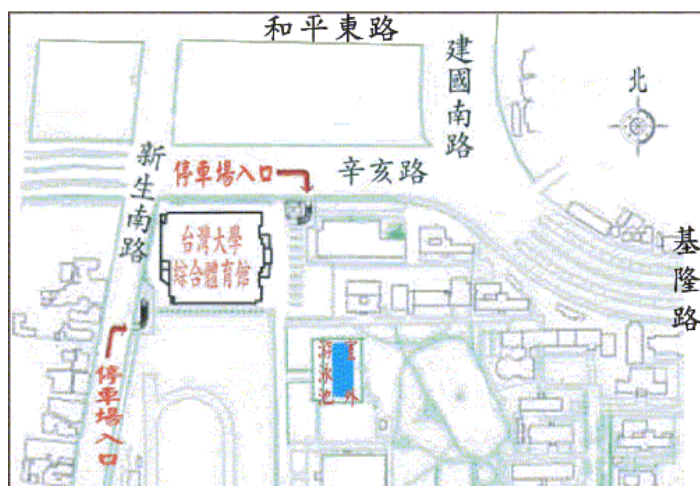 和平東路
建國南路
北
新生南路
停車場入口
辛亥路
台灣大學
綜合體育館
基隆路
停車場入口
室外
游泳池